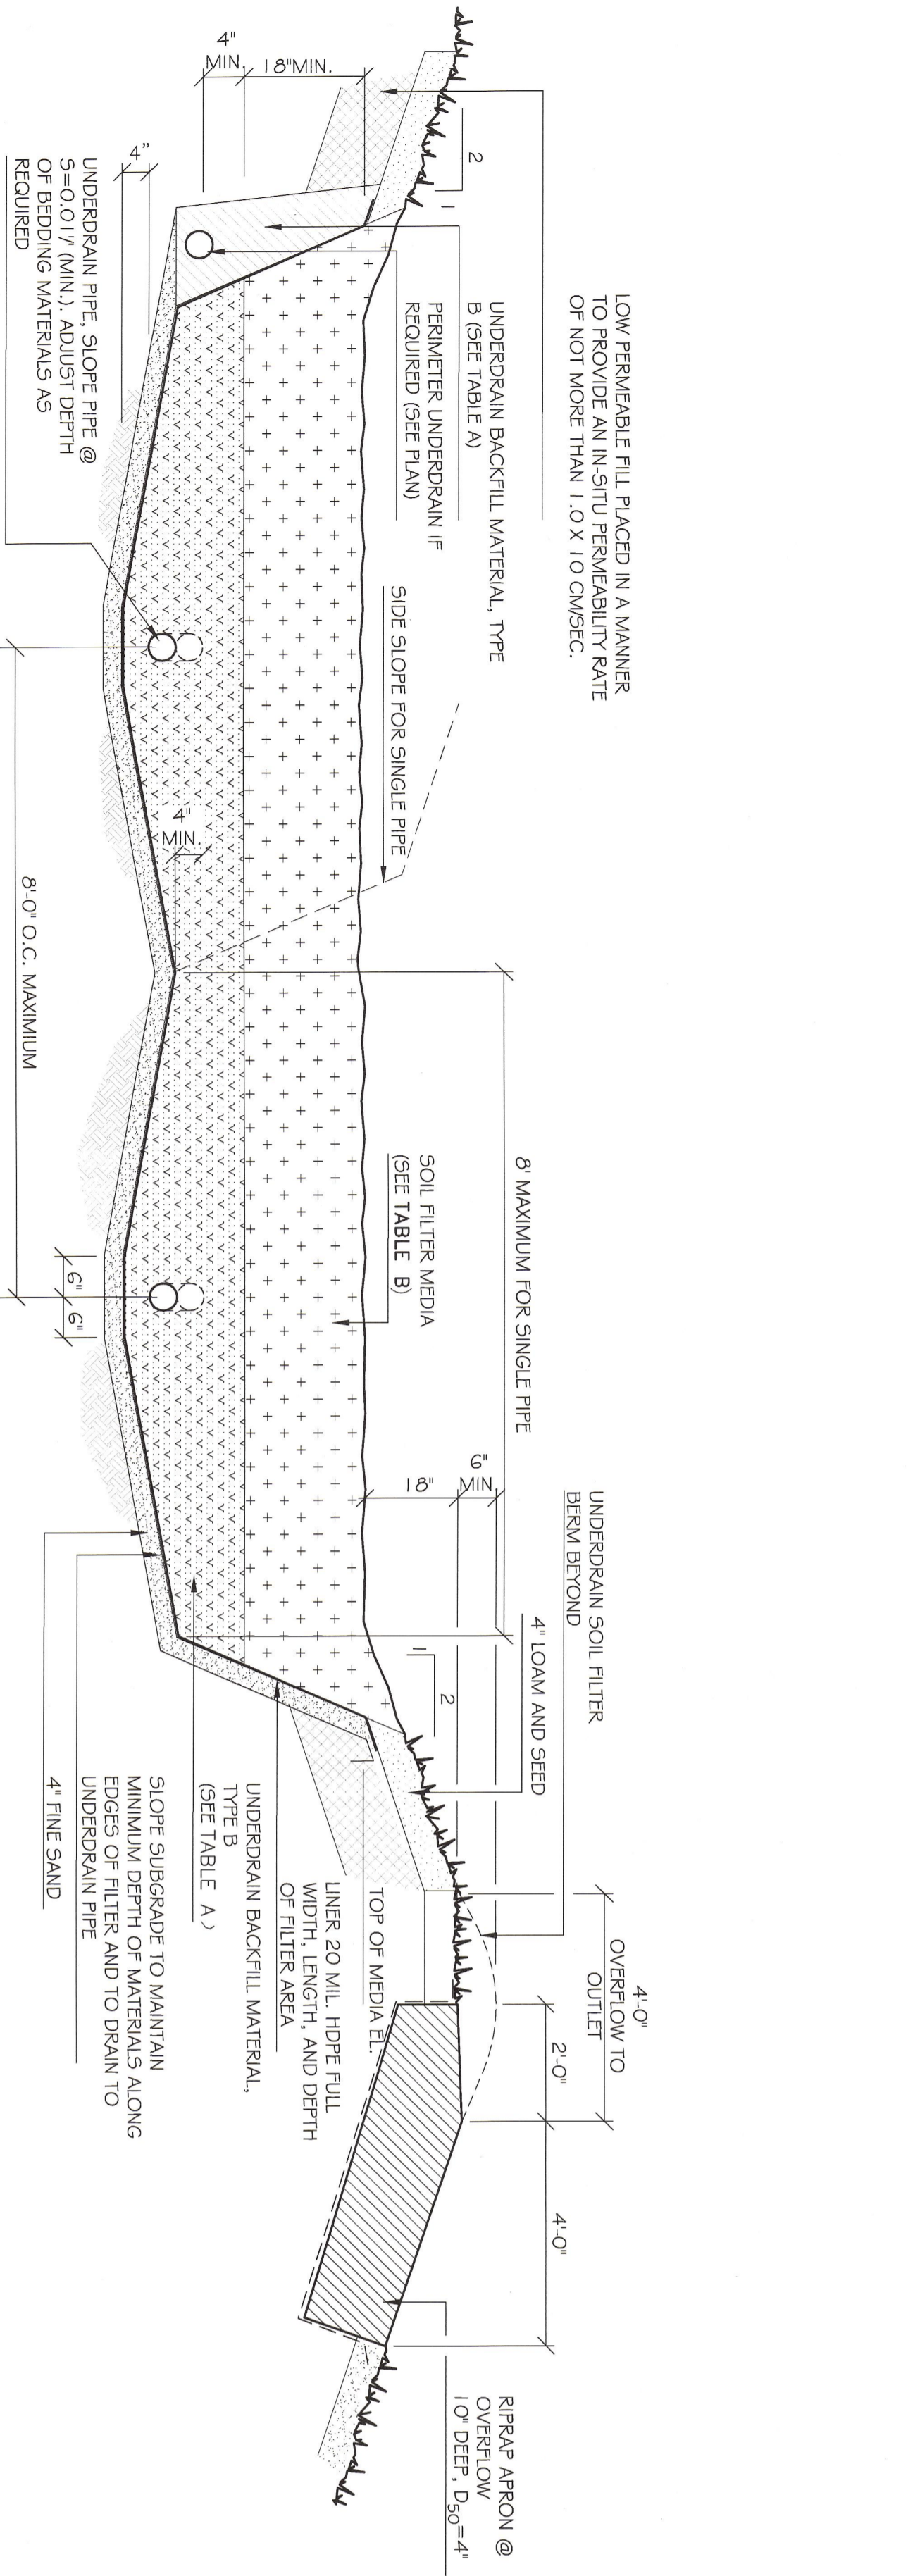 LOW PERMEABLE FILL PLACED IN A MANNER
TO PROVIDE AN IN-SITU PERMEABILITY RATE
OF NOT MORE THAN 1.0 X 10 CM/SEC.
UNDERDRAIN BACKFILL MATERIAL, TYPE
B (SEE TABLE A)
PERIMETER UNDERDRAIN IF
REQUIRED (SEE PLAN)
SIDE SLOPE FOR SINGLE PIPE
2
1
18"MIN.
4"
MIN.
4"
UNDERDRAIN PIPE, SLOPE PIPE @
S=0.01'/' (MIN.). ADJUST DEPTH
OF BEDDING MATERIALS AS
REQUIRED
4"
MIN.
8'-0" O.C. MAXIMIUM
8' MAXIMUM FOR SINGLE PIPE
SOIL FILTER MEDIA
(SEE TABLE B)
6"
6"
6"
MIN
18"
UNDERDRAIN SOIL FILTER
BERM BEYOND
4" LOAM AND SEED
1
2
4'-0"
OVERFLOW TO
OUTLET
2'-0"
4'-0"
RIPRAP APRON @
OVERFLOW
10" DEEP, D50=4"
TOP OF MEDIA EL.
LINER 20 MIL. HDPE FULL
WIDTH, LENGTH, AND DEPTH
OF FILTER AREA
UNDERDRAIN BACKFILL MATERIAL,
TYPE B
(SEE TABLE A)
SLOPE SUBGRADE TO MAINTAIN
MINIMUM DEPTH OF MATERIALS ALONG
EDGES OF FILTER AND TO DRAIN TO
UNDERDRAIN PIPE
4" FINE SAND